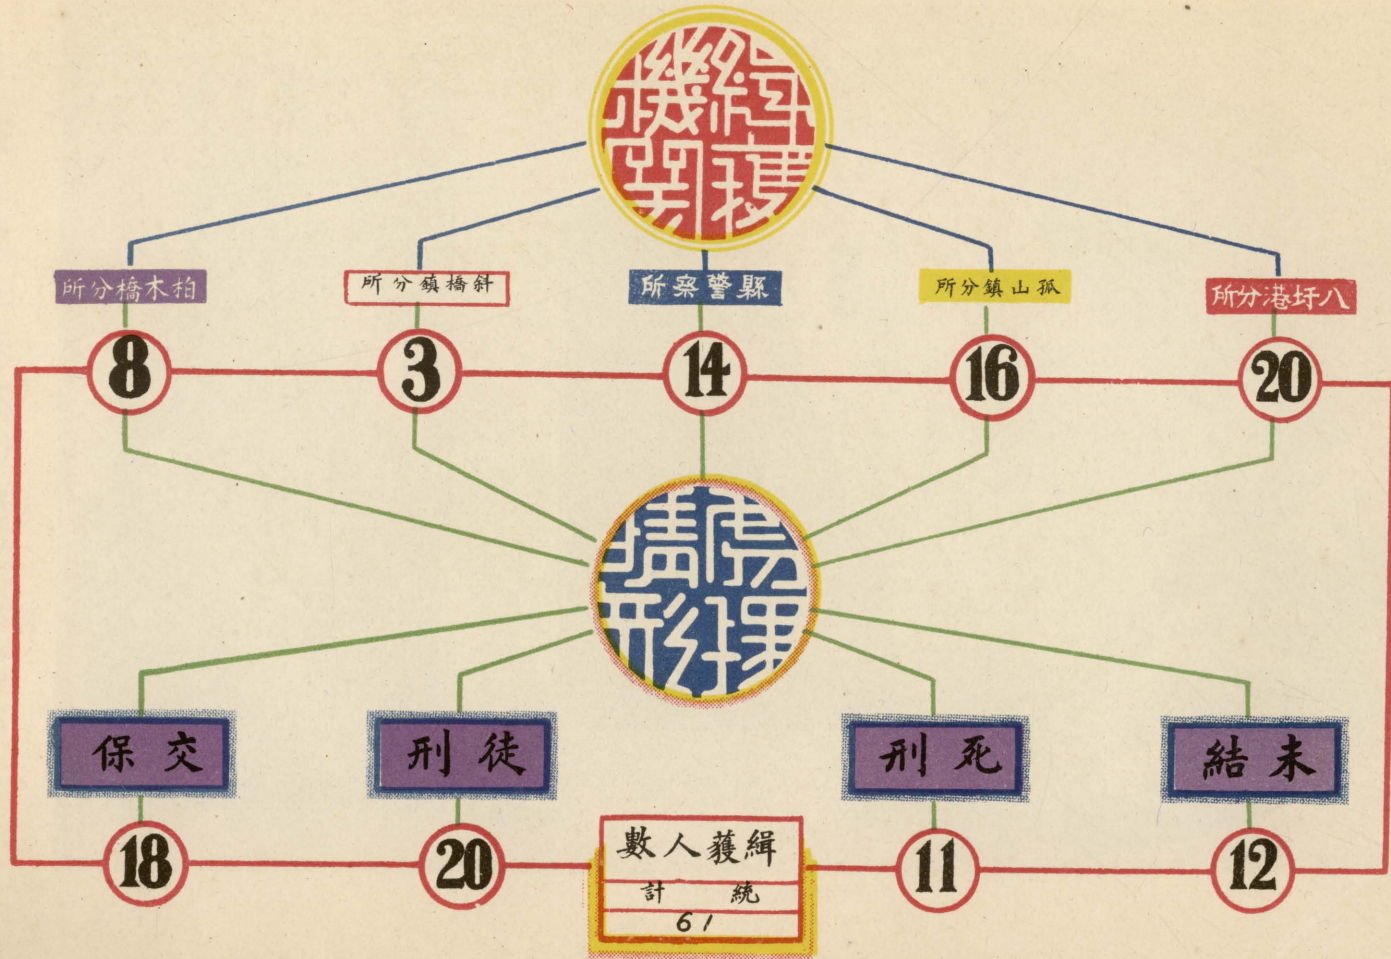 緝獲
機關
八圩港分所
孤山鎮分所
縣警察所
斜橋鎮分所
柏木橋分所
20
16
14
3
8
處理
情形
未結
死刑
徒刑
交保
12
11
20
18
緝獲人數
統計
61